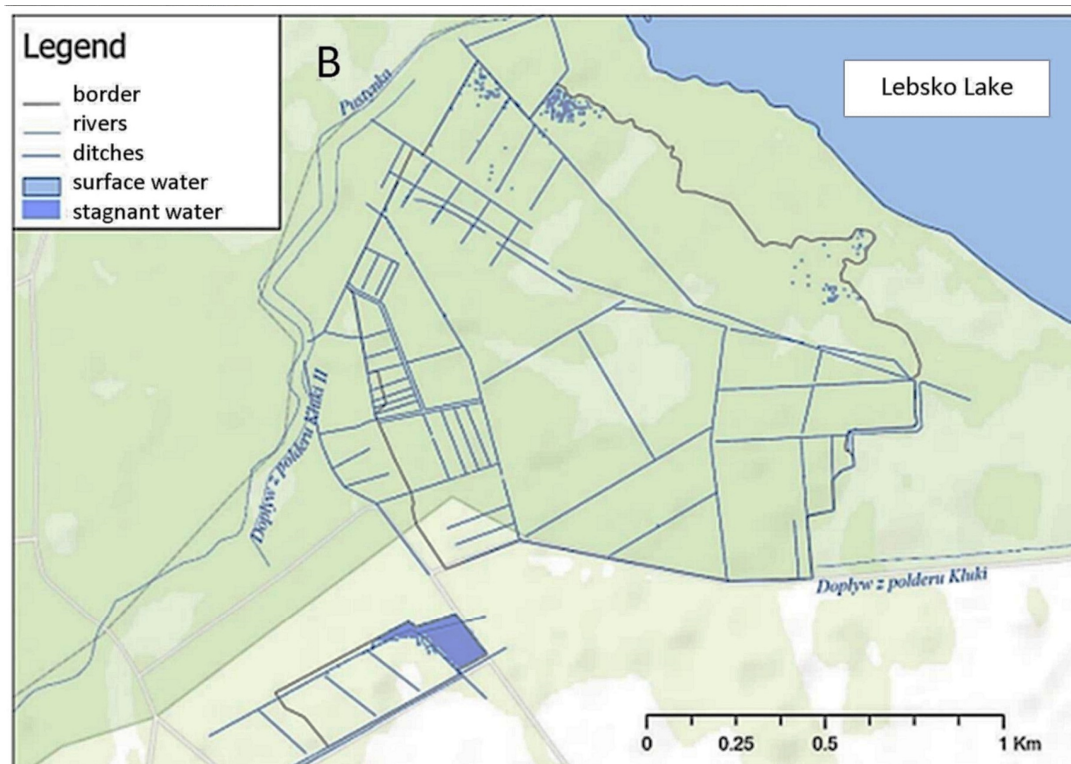 Legend
border
rivers
ditches
surface water
stagnant water
B
Pustynka
Lebsko Lake
Dopływ z polderu Kluki II
Dopływ z polderu Kluki
0 0.25 0.5 1 Km